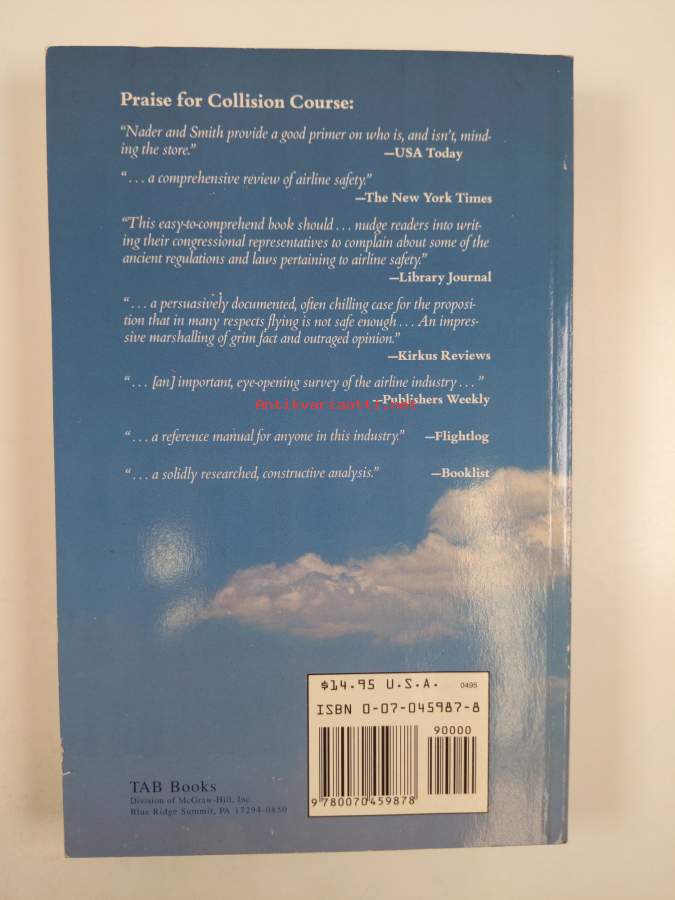 Praise for Collision Course:
“Nader and Smith provide a good primer on who is, and isn't, mind-
ing the store.” —USA Today
“ . . . a comprehensive review of airline safety.”
—The New York Times
“This easy-to-comprehend book should . . . nudge readers into writ-
ing their congressional representatives to complain about some of the
ancient regulations and laws pertaining to airline safety.”
—Library Journal
“ . . . a persuasively documented, often chilling case for the proposi-
tion that in many respects flying is not safe enough . . . An impres-
sive marshalling of grim fact and outraged opinion.”
—Kirkus Reviews
“ . . . [an] important, eye-opening survey of the airline industry . . . ”
—Publishers Weekly
Antikvariaatti.net
“ . . . a reference manual for anyone in this industry.” —Flightlog
“ . . . a solidly researched, constructive analysis.” —Booklist
$14.95 U.S.A. 0495
ISBN 0-07-045987-8
90000
9 780070 459878
TAB Books
Division of McGraw-Hill, Inc.
Blue Ridge Summit, PA 17294-0850